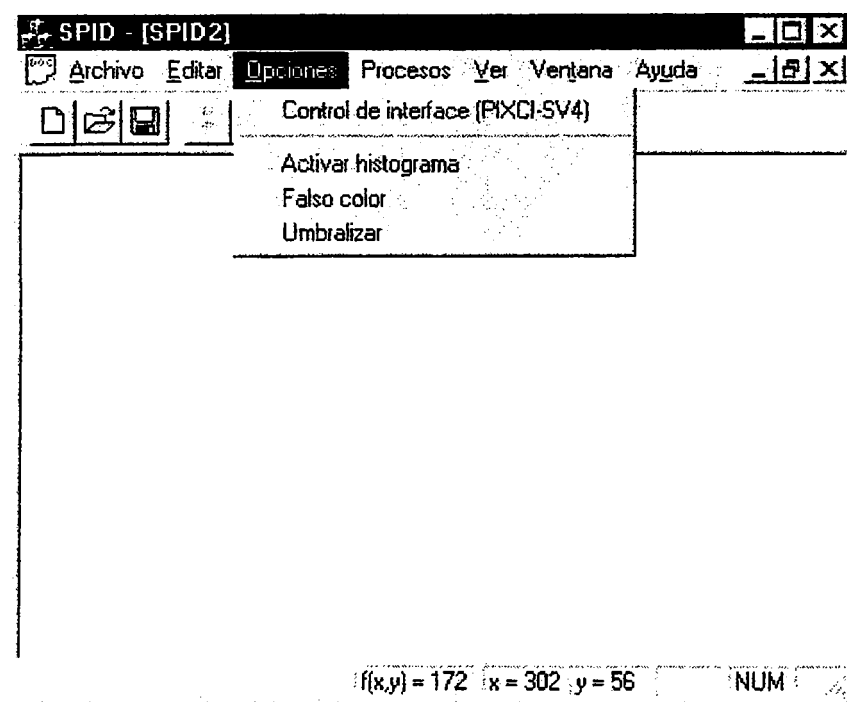 SPID - [SPID2]
Archivo Editar Opciones Procesos Ver Ventana Ayuda
Control de interface (PIXCI-SV4)
Activar histograma
Falso color
Umbralizar
f(x,y) = 172 x = 302 y = 56 NUM